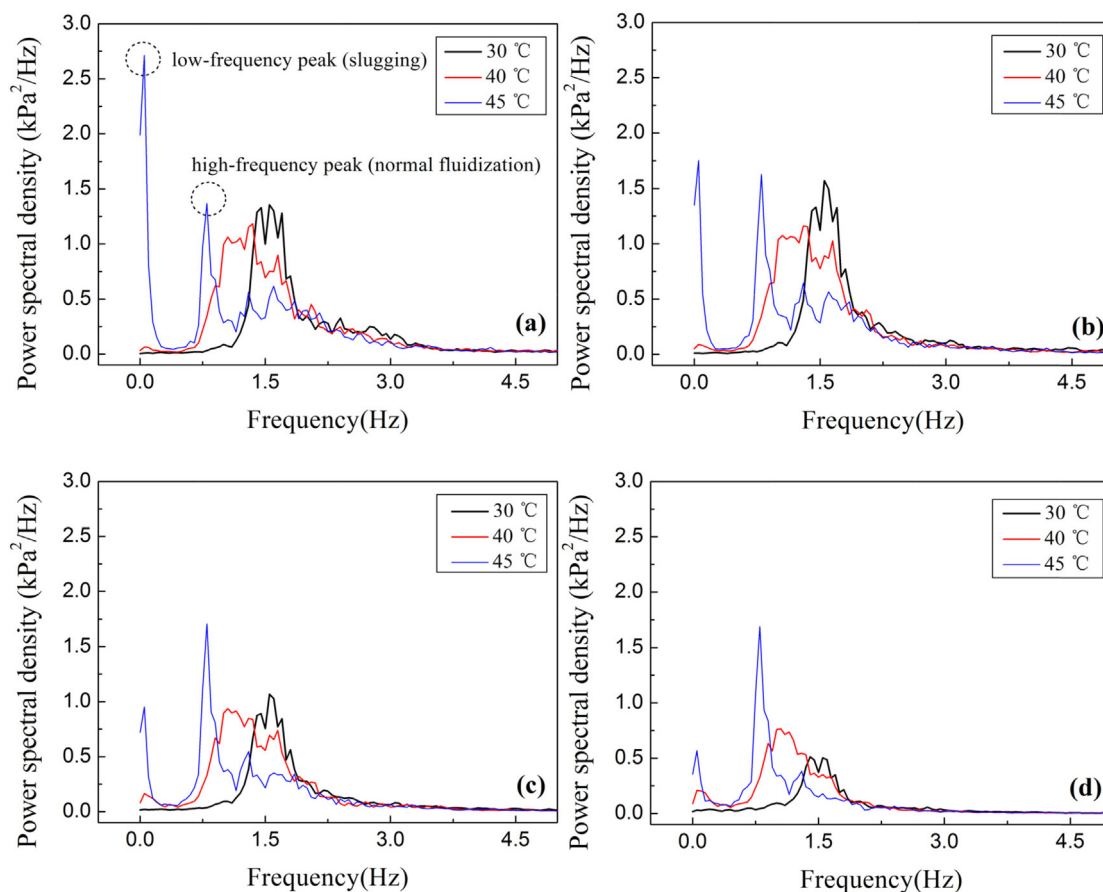 3.0
2.5
2.0
1.5
1.0
0.5
0.0
Power spectral density (kPa²/Hz)
low-frequency peak (slugging)
high-frequency peak (normal fluidization)
30 ℃
40 ℃
45 ℃
(a)
0.0 1.5 3.0 4.5
Frequency(Hz)
3.0
2.5
2.0
1.5
1.0
0.5
0.0
Power spectral density (kPa²/Hz)
30 ℃
40 ℃
45 ℃
(b)
0.0 1.5 3.0 4.5
Frequency(Hz)
3.0
2.5
2.0
1.5
1.0
0.5
0.0
Power spectral density (kPa²/Hz)
30 ℃
40 ℃
45 ℃
(c)
0.0 1.5 3.0 4.5
Frequency(Hz)
3.0
2.5
2.0
1.5
1.0
0.5
0.0
Power spectral density (kPa²/Hz)
30 ℃
40 ℃
45 ℃
(d)
0.0 1.5 3.0 4.5
Frequency(Hz)